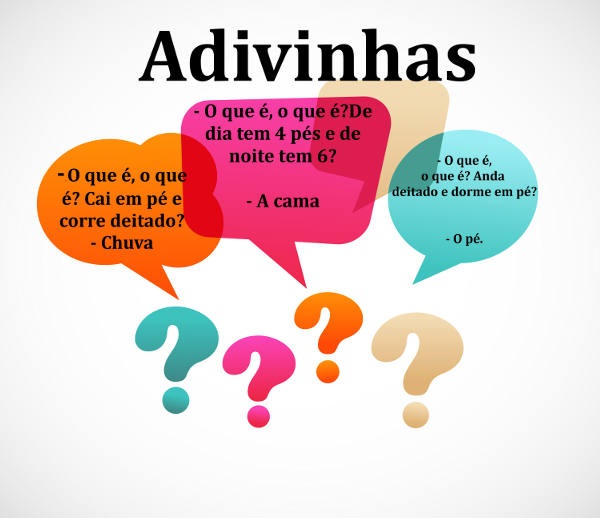 Adivinhas
- O que é, o que
é? Cai em pé e
corre deitado?
- Chuva
- O que é, o que é?De
dia tem 4 pés e de
noite tem 6?
- A cama
- O que é,
o que é? Anda
deitado e dorme em pé?
- O pé.
?
?
?
?